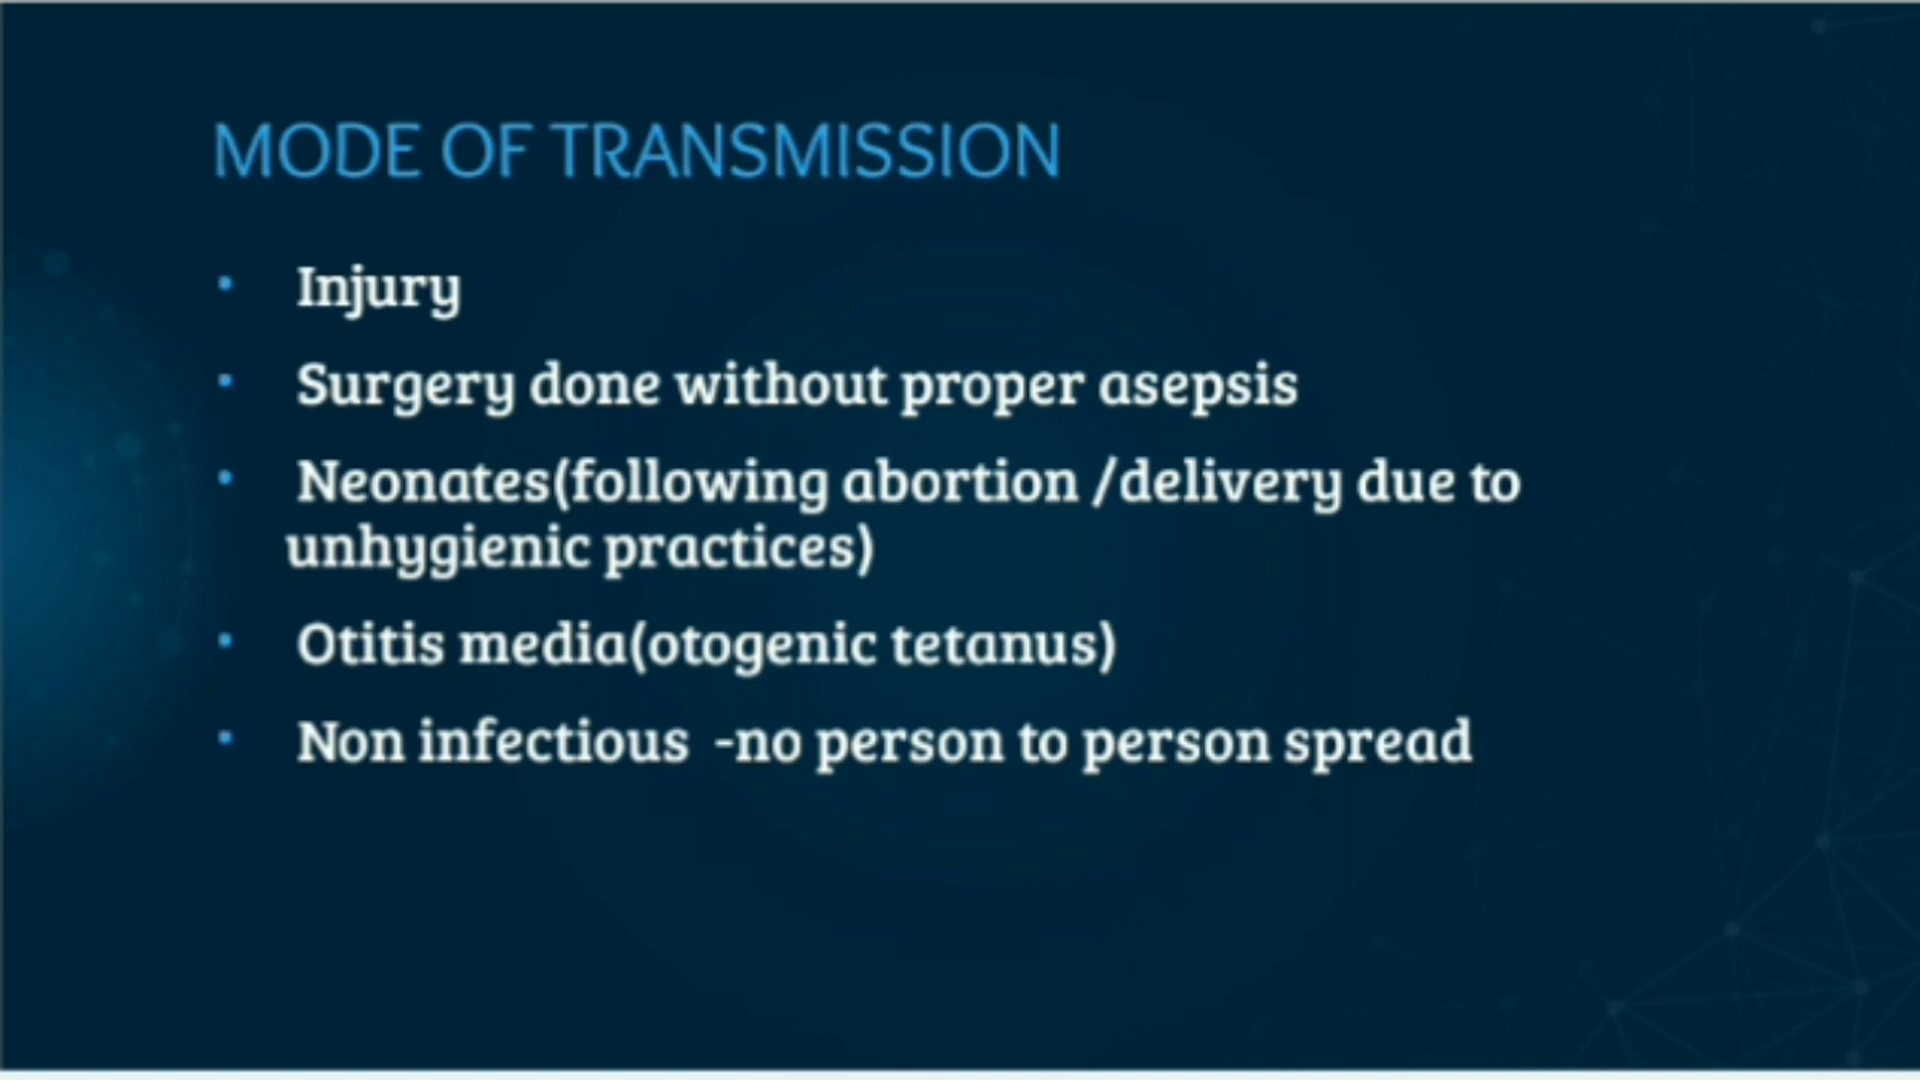 MODE OF TRANSMISSION
• Injury
• Surgery done without proper asepsis
• Neonates(following abortion /delivery due to
unhygienic practices)
• Otitis media(otogenic tetanus)
• Non infectious -no person to person spread